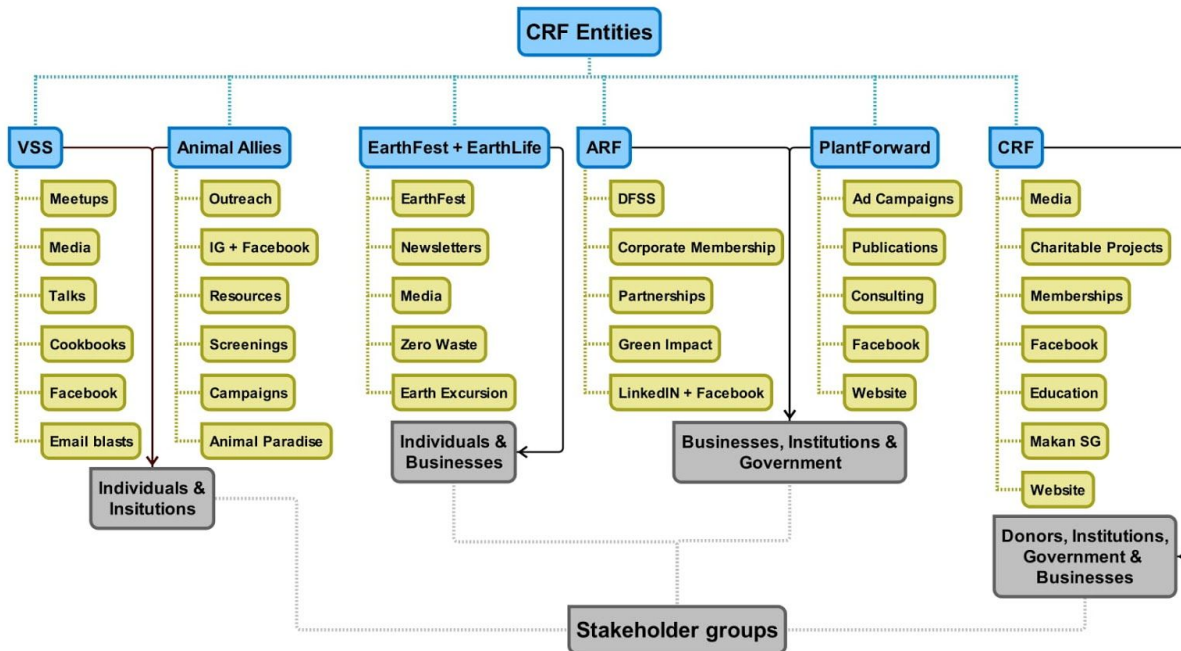 CRF Entities
VSS
Animal Allies
EarthFest + EarthLife
ARF
PlantForward
CRF
Meetups
Media
Talks
Cookbooks
Facebook
Email blasts
Outreach
IG + Facebook
Resources
Screenings
Campaigns
Animal Paradise
EarthFest
Newsletters
Media
Zero Waste
Earth Excursion
DFSS
Corporate Membership
Partnerships
Green Impact
LinkedIN + Facebook
Ad Campaigns
Publications
Consulting
Facebook
Website
Media
Charitable Projects
Memberships
Facebook
Education
Makan SG
Website
Individuals &
Insitutions
Individuals &
Businesses
Businesses, Institutions &
Government
Donors, Institutions,
Government &
Businesses
Stakeholder groups